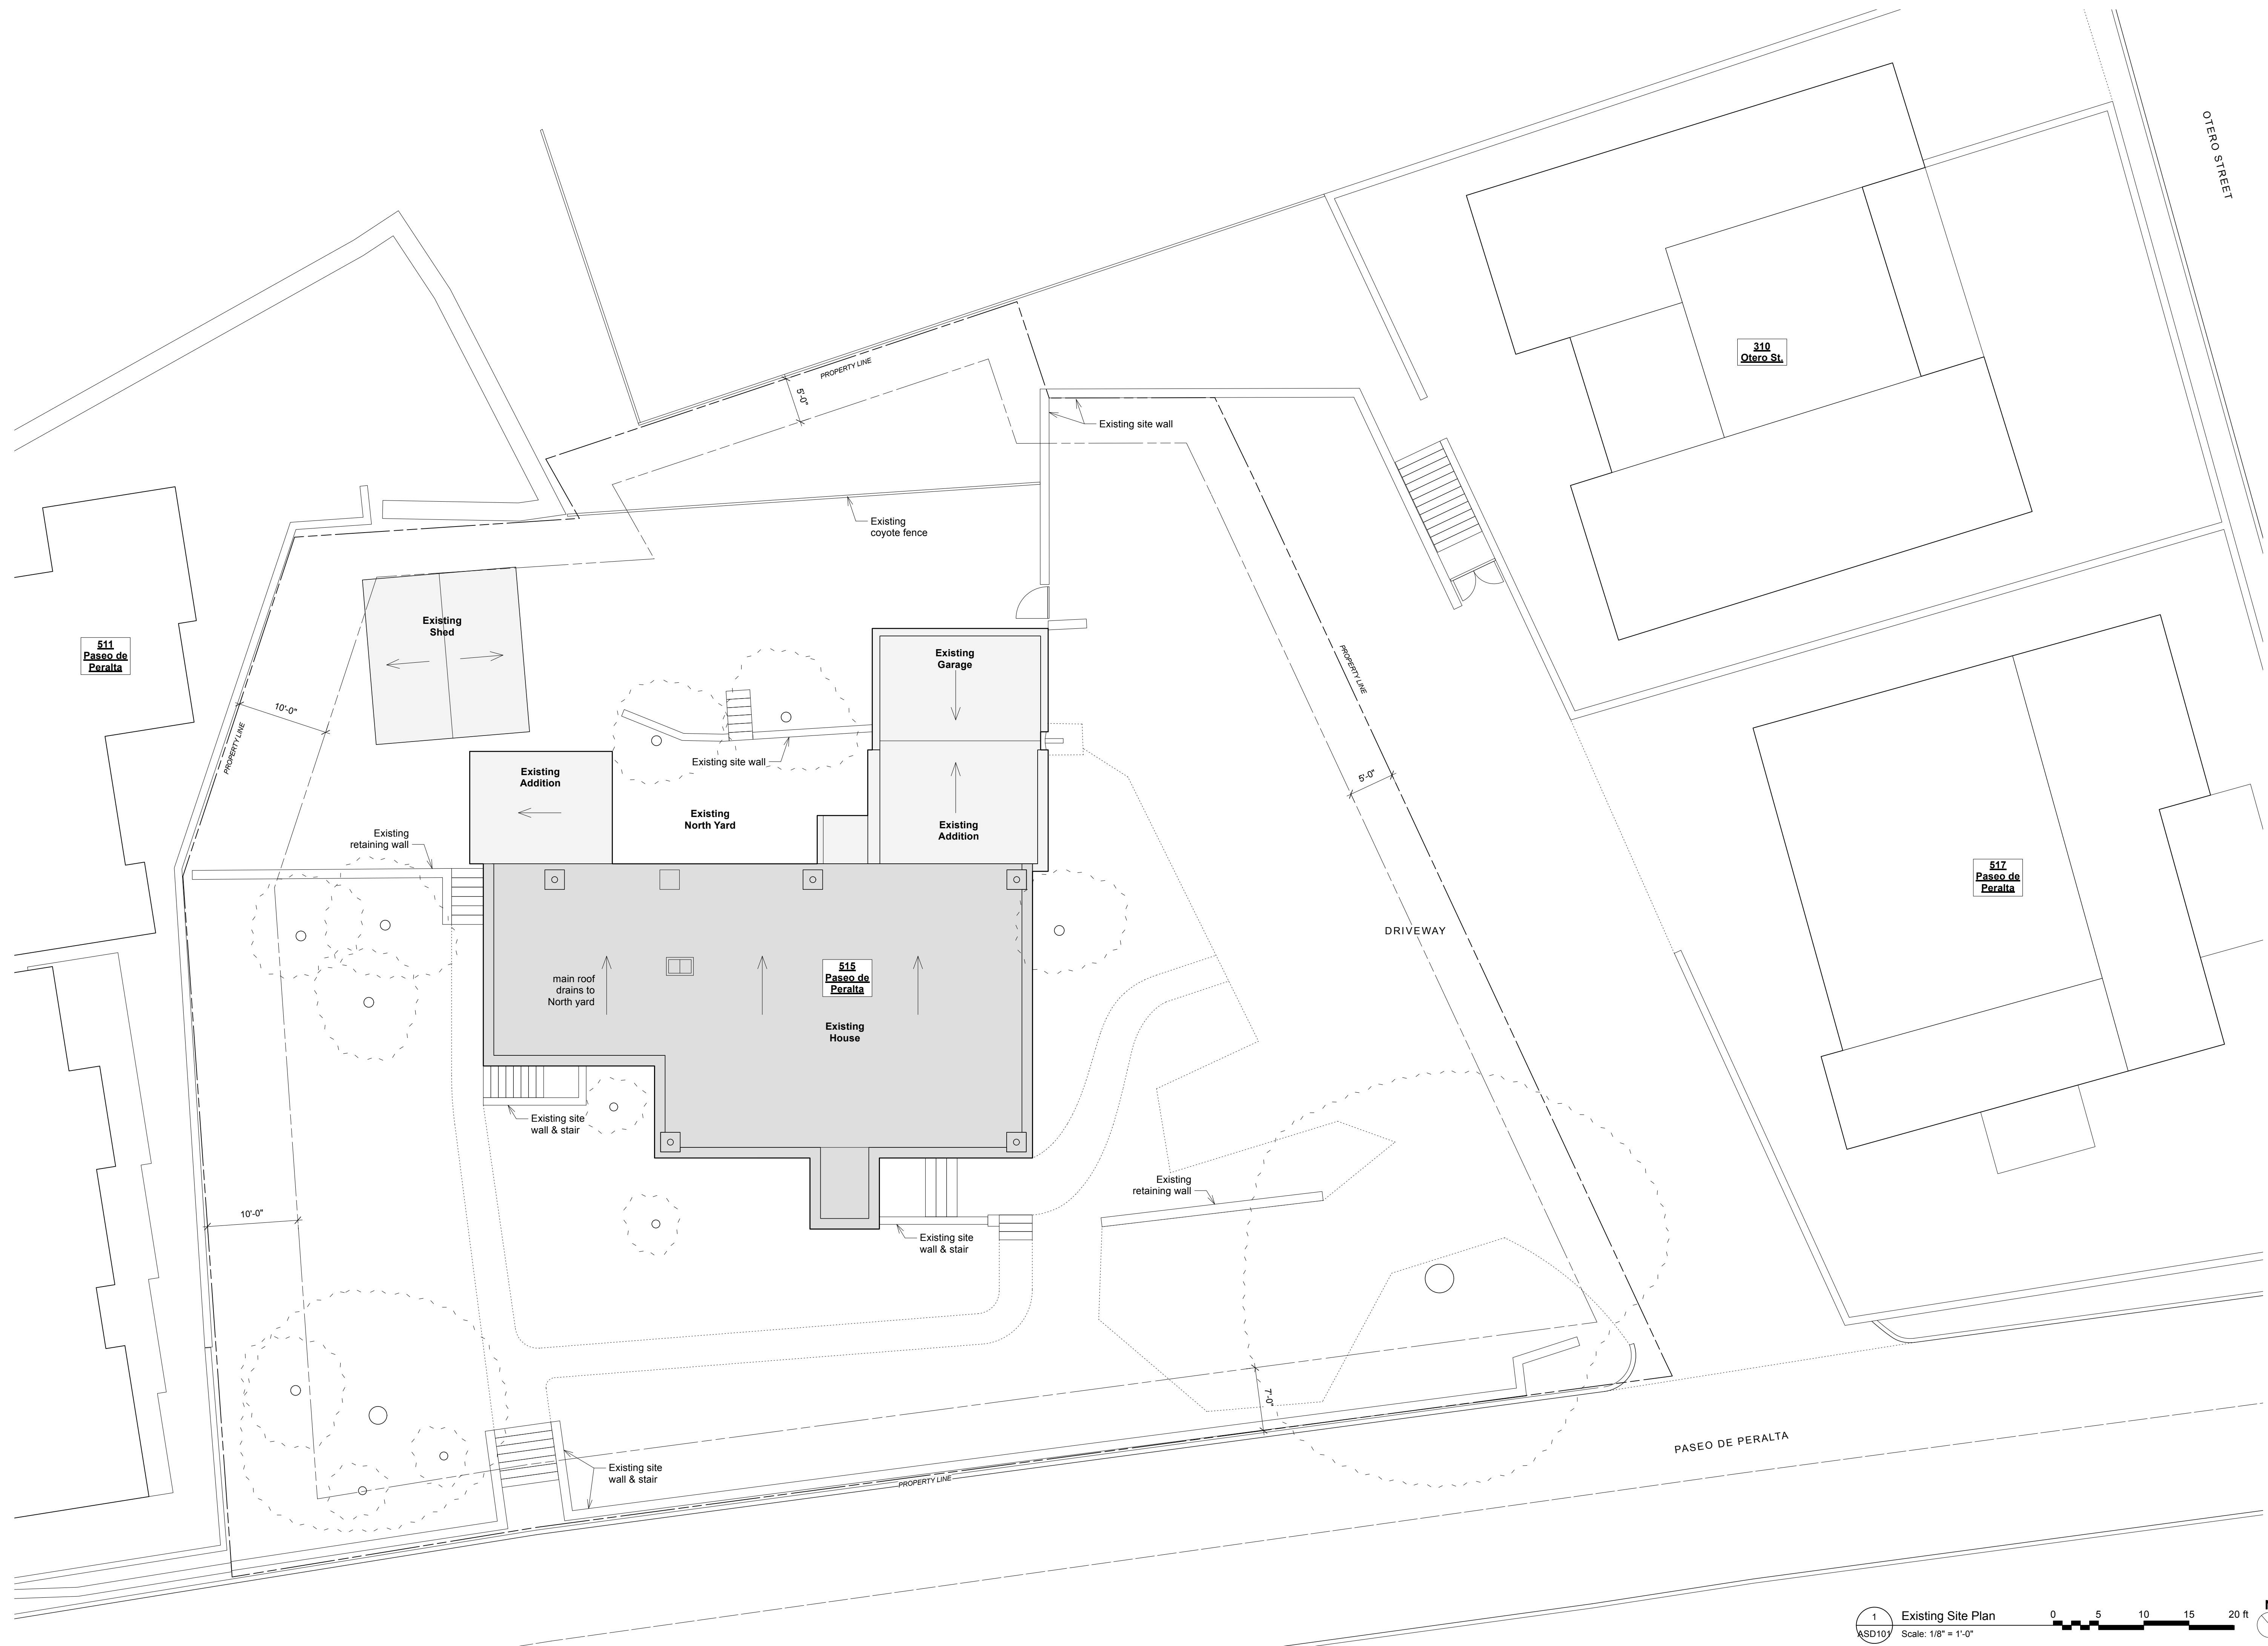 OTERO STREET
310
Otero St.
PROPERTY LINE
5'-0"
Existing site wall
Existing
coyote fence
Existing
Shed
511
Paseo de
Peralta
Existing
Garage
PROPERTY LINE
10'-0"
PROPERTY LINE
Existing site wall
Existing
Addition
5'-0"
Existing
North Yard
Existing
Addition
Existing
retaining wall
517
Paseo de
Peralta
DRIVEWAY
main roof
drains to
North yard
515
Paseo de
Peralta
Existing
House
Existing site
wall & stair
Existing
retaining wall
10'-0"
Existing site
wall & stair
7'-0"
PASEO DE PERALTA
Existing site
wall & stair
PROPERTY LINE
1
ASD101
Existing Site Plan
Scale: 1/8" = 1'-0"
0 5 10 15 20 ft